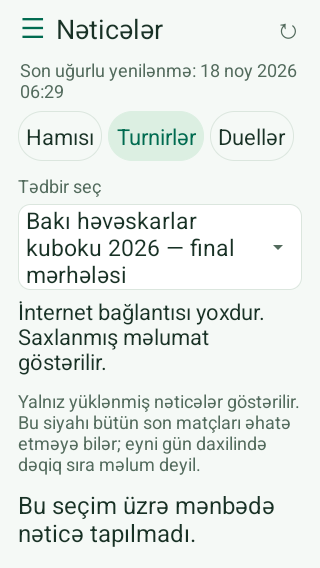 Nəticələr
Son uğurlu yenilənmə: 18 noy 2026
06:29
Hamısı
Turnirlər
Duellər
Tədbir seç
Bakı həvəskarlar
kuboku 2026 — final
mərhələsi
İnternet bağlantısı yoxdur.
Saxlanmış məlumat
göstərilir.
Yalnız yüklənmiş nəticələr göstərilir.
Bu siyahı bütün son matçları əhatə
etməyə bilər; eyni gün daxilində
dəqiq sıra məlum deyil.
Bu seçim üzrə mənbədə
nəticə tapılmadı.